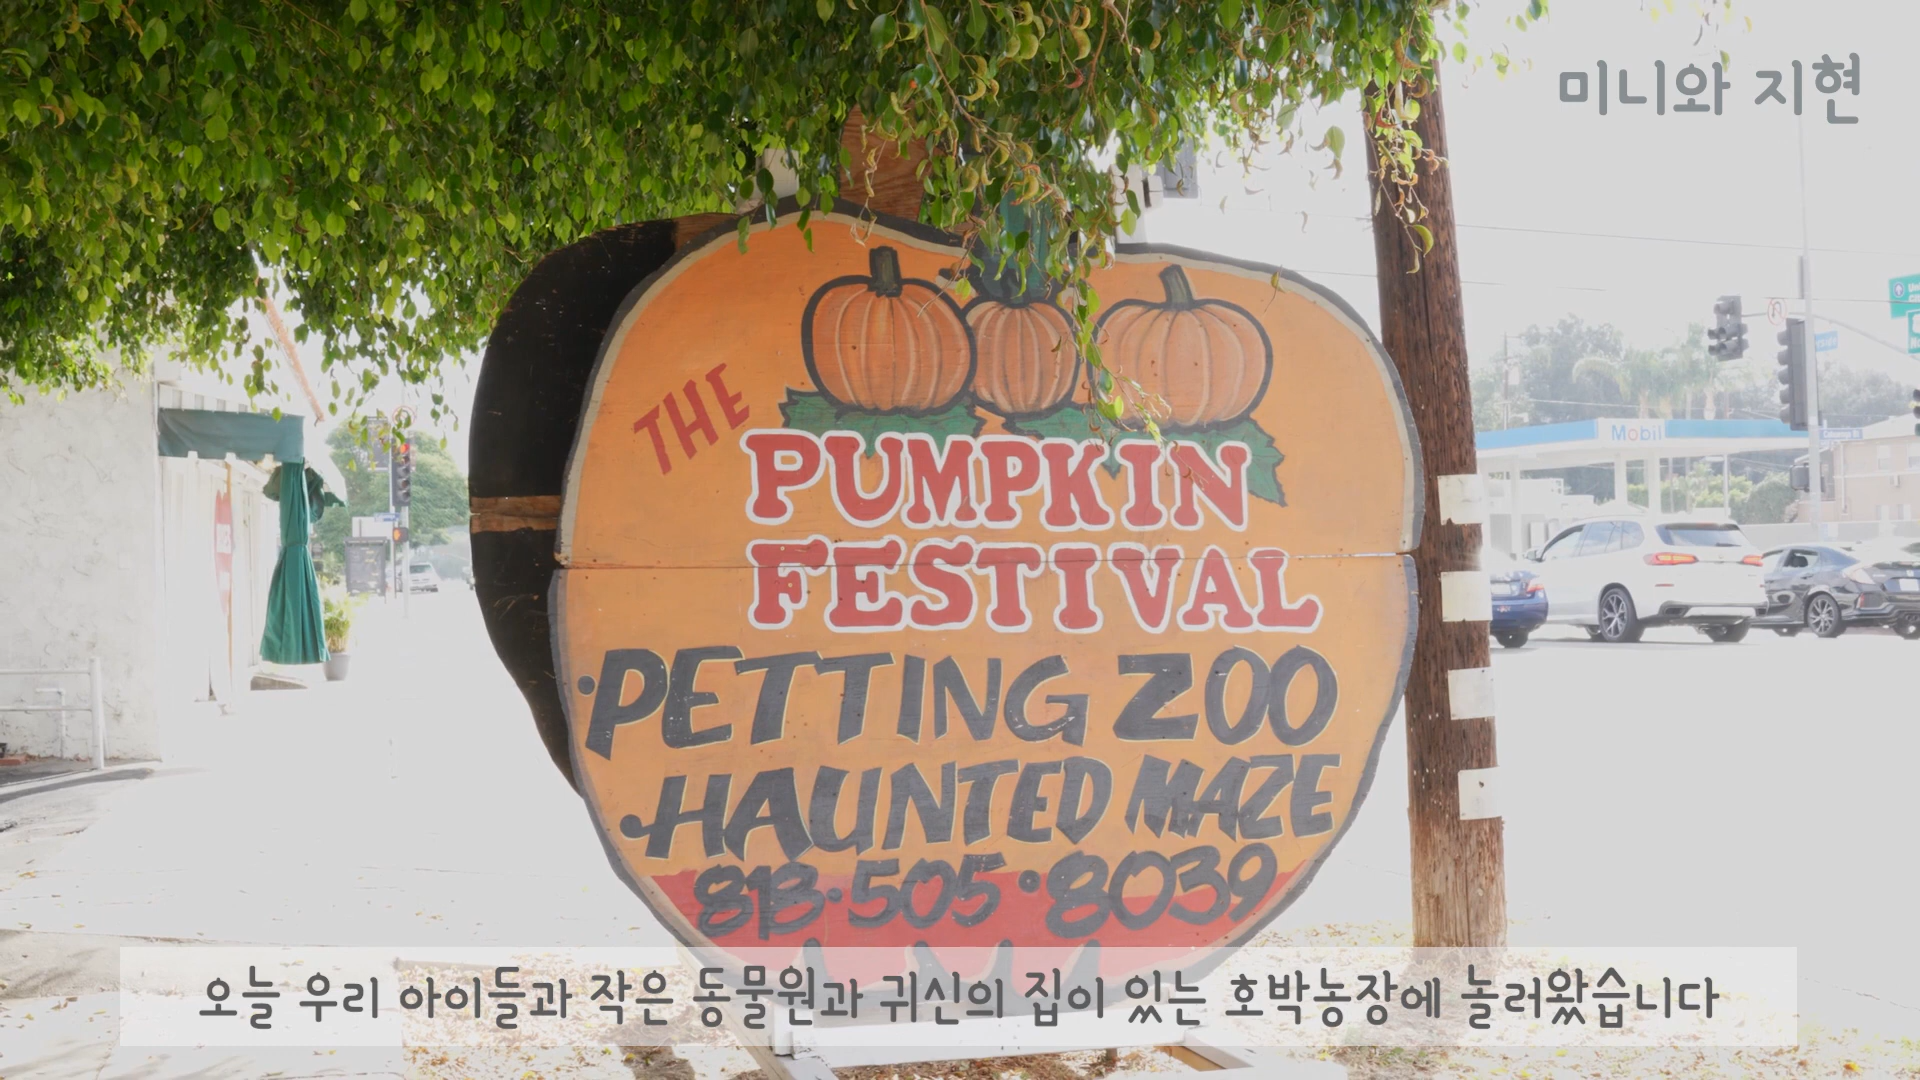 미니와 지현
THE
PUMPKIN
FESTIVAL
·PETTING ZOO
·HAUNTED MAZE
818·505·8039
Mobil
오늘 우리 아이들과 작은 동물원과 귀신의 집이 있는 호박농장에 놀러왔습니다